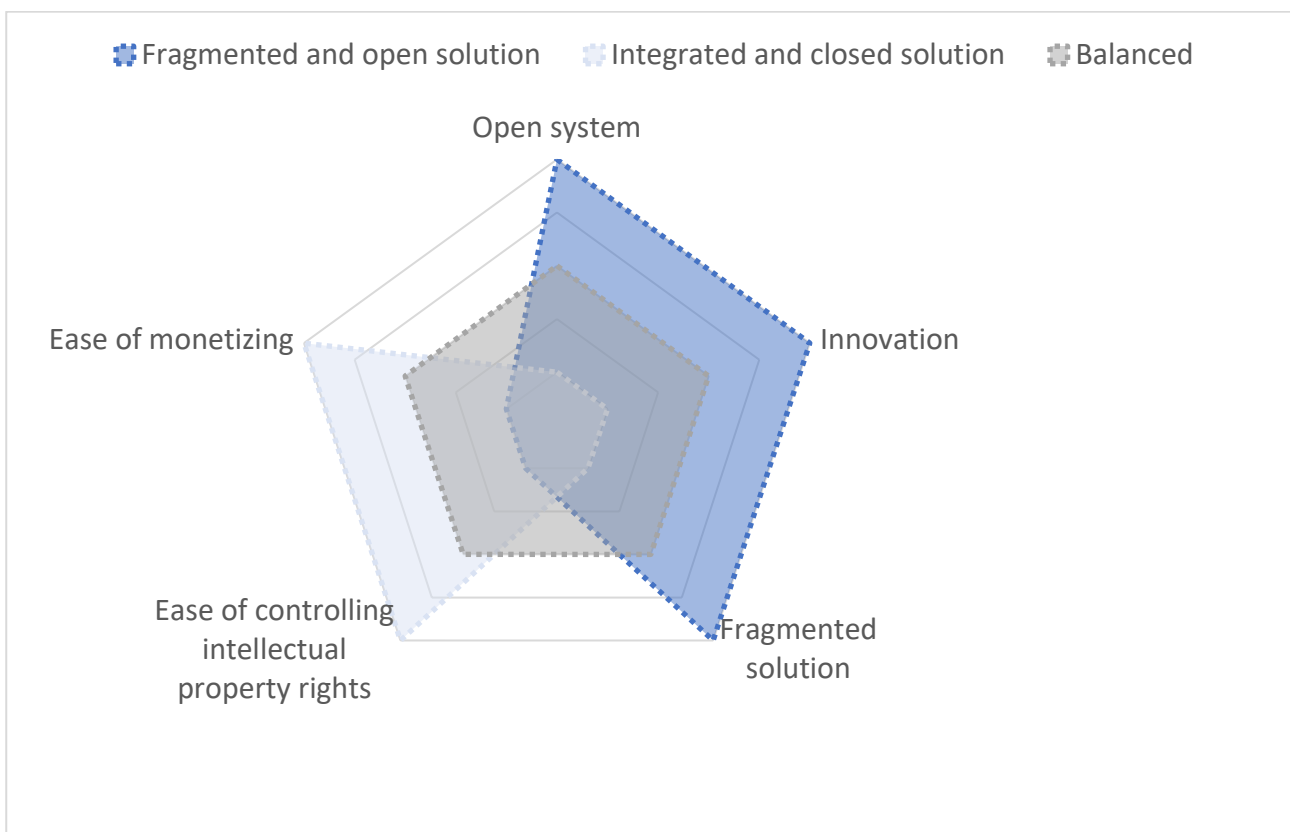 Fragmented and open solution Integrated and closed solution Balanced
Open system
Ease of monetizing
Innovation
Ease of controlling
intellectual
property rights
Fragmented
solution